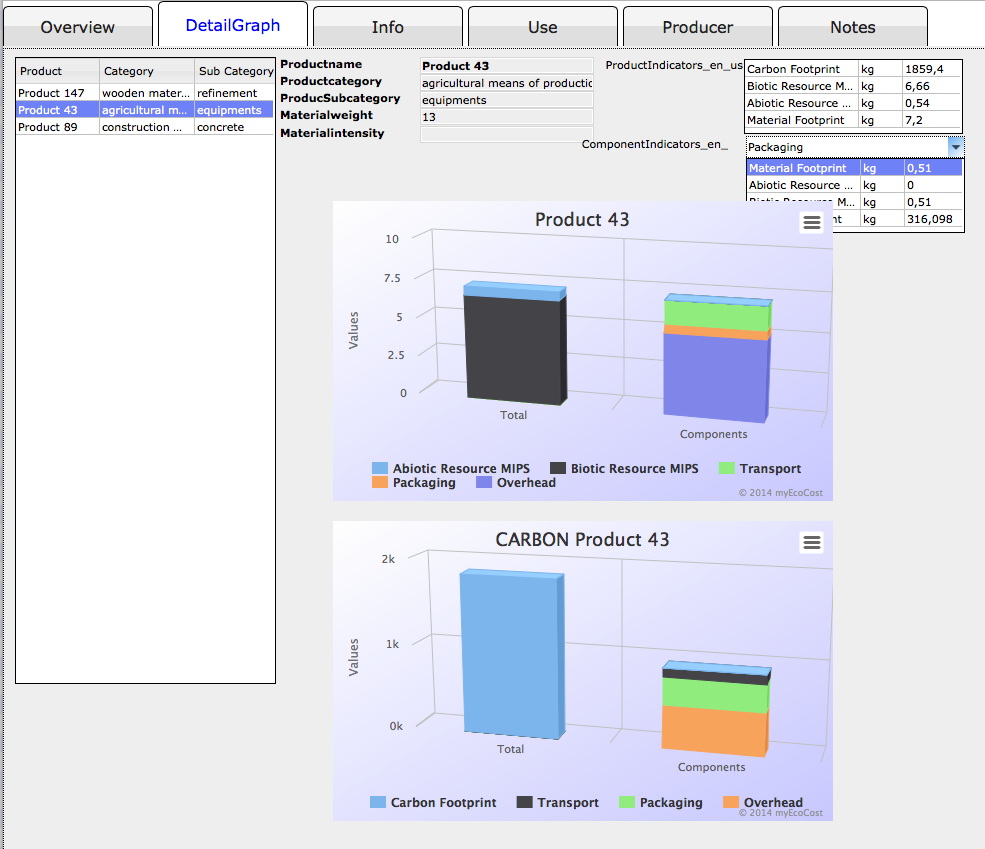 Overview DetailGraph Info Use Producer Notes
Product Category Sub Category
Product 147 wooden mater... refinement
Product 43 agricultural m... equipments
Product 89 construction ... concrete
Productname Product 43
Productcategory agricultural means of productic
ProducSubcategory equipments
Materialweight 13
Materialintensity
ProductIndicators_en_us
Carbon Footprint kg 1859,4
Biotic Resource M... kg 6,66
Abiotic Resource ... kg 0,54
Material Footprint kg 7,2
ComponentIndicators_en_
Packaging
Material Footprint kg 0,51
Abiotic Resource ... kg 0
Biotic Resource M... kg 0,51
nt kg 316,098
Product 43
10
7.5
5
2.5
0
Values
Total
Components
Abiotic Resource MIPS Biotic Resource MIPS Transport
Packaging Overhead
© 2014 myEcoCost
CARBON Product 43
2k
1k
0k
Values
Total
Components
Carbon Footprint Transport Packaging Overhead
© 2014 myEcoCost